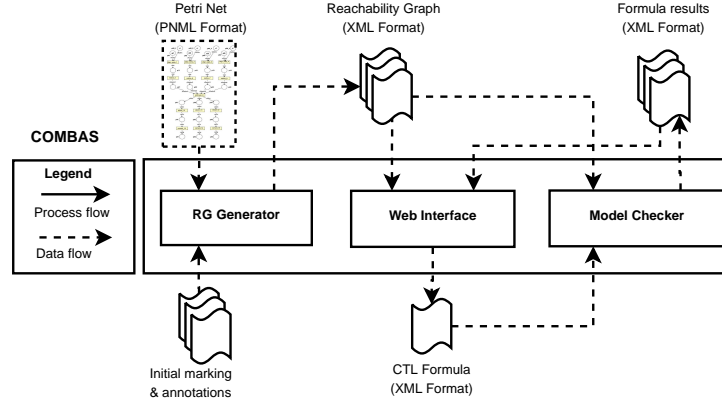 Petri Net
(PNML Format)
Reachability Graph
(XML Format)
Formula results
(XML Format)
COMBAS
Legend
Process flow
Data flow
RG Generator
Web Interface
Model Checker
Initial marking
& annotations
CTL Formula
(XML Format)